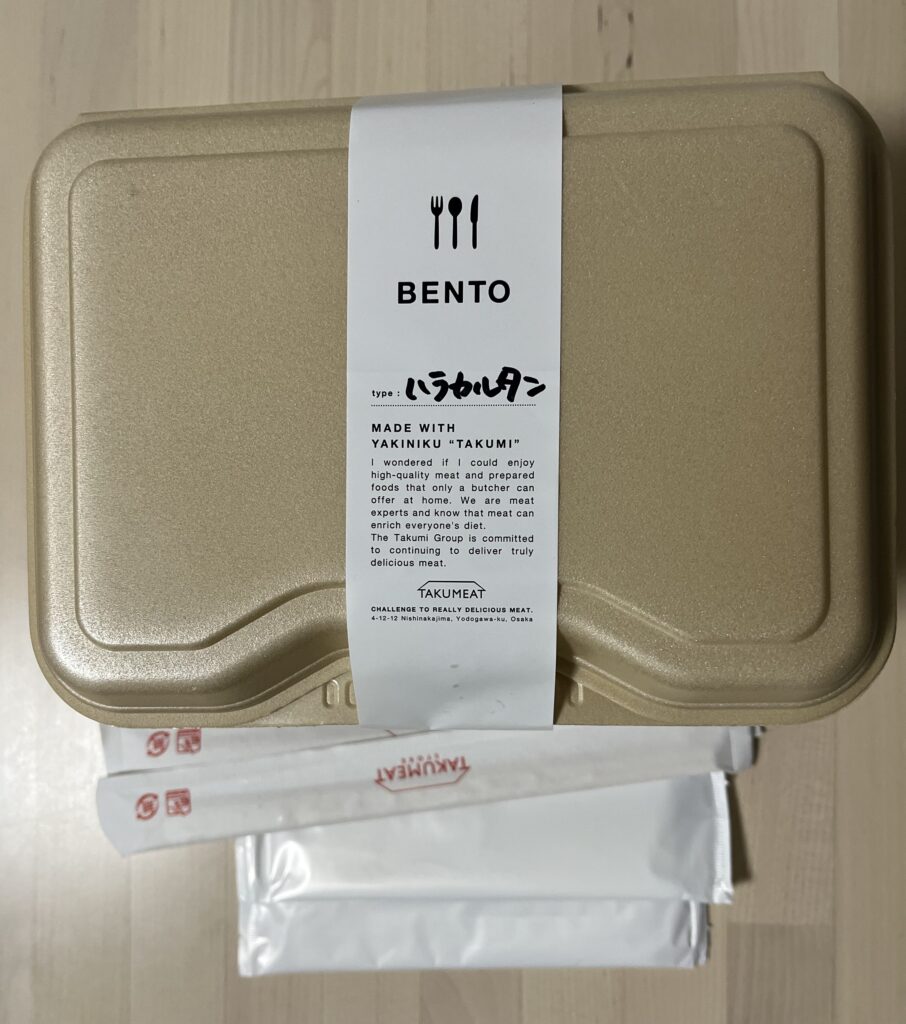 BENTO
type : ハラカルタン
MADE WITH
YAKINIKU “TAKUMI”
I wondered if I could enjoy
high-quality meat and prepared
foods that only a butcher can
offer at home. We are meat
experts and know that meat can
enrich everyone's diet.
The Takumi Group is committed
to continuing to deliver truly
delicious meat.
TAKUMEAT
CHALLENGE TO REALLY DELICIOUS MEAT.
4-12-12 Nishinakajima, Yodogawa-ku, Osaka
TAKUMEAT